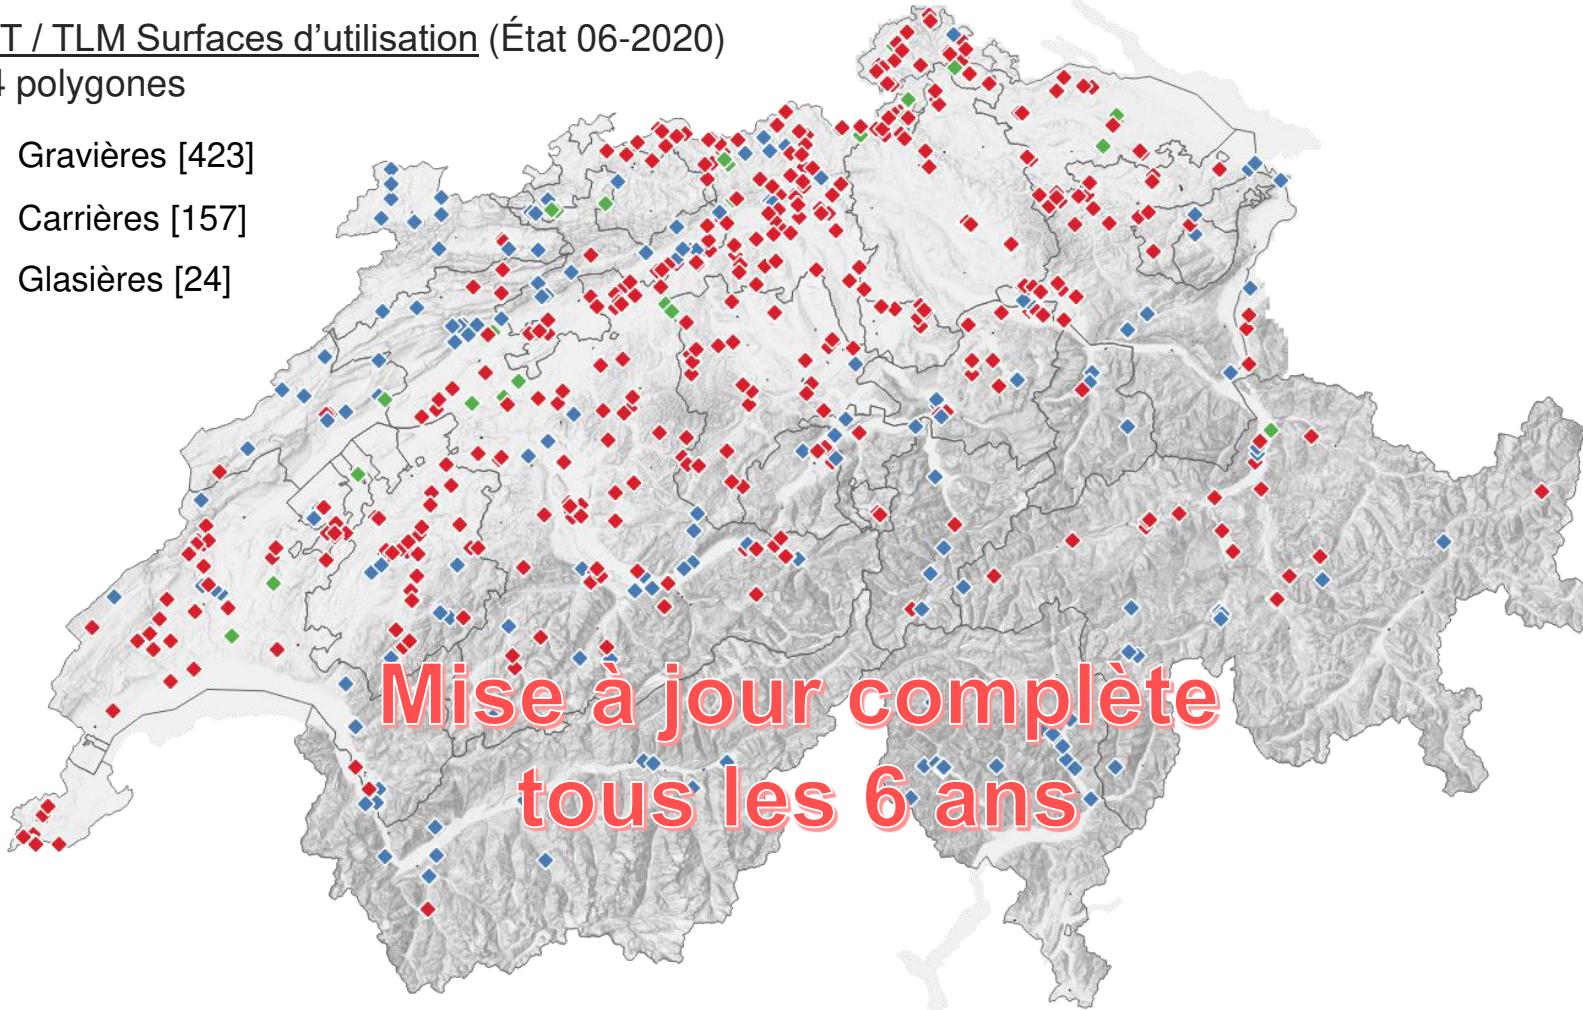 T / TLM Surfaces d’utilisation (État 06-2020)
4 polygones
Gravières [423]
Carrières [157]
Glasières [24]
Mise à jour complète
tous les 6 ans